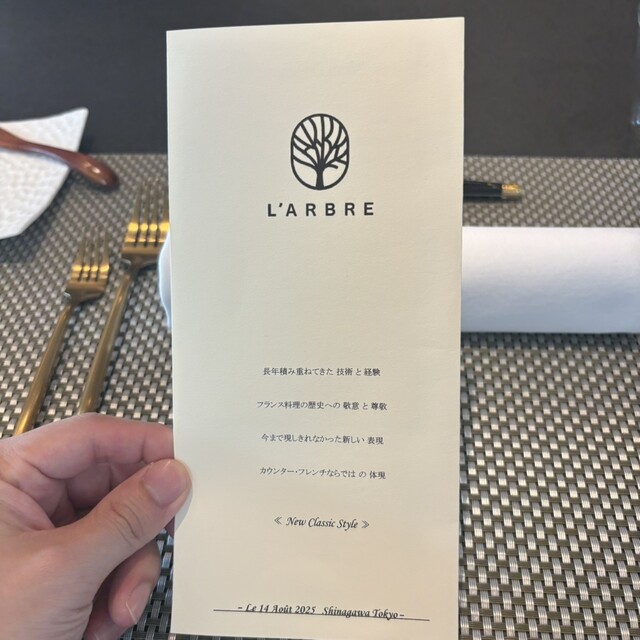 L'ARBRE
長年積み重ねてきた 技術 と 経験
フランス料理の歴史への 敬意 と 尊敬
今まで現しきれなかった新しい 表現
カウンター・フレンチならでは の 体現
≪ New Classic Style ≫
- Le 14 Août 2025 Shinagawa Tokyo -